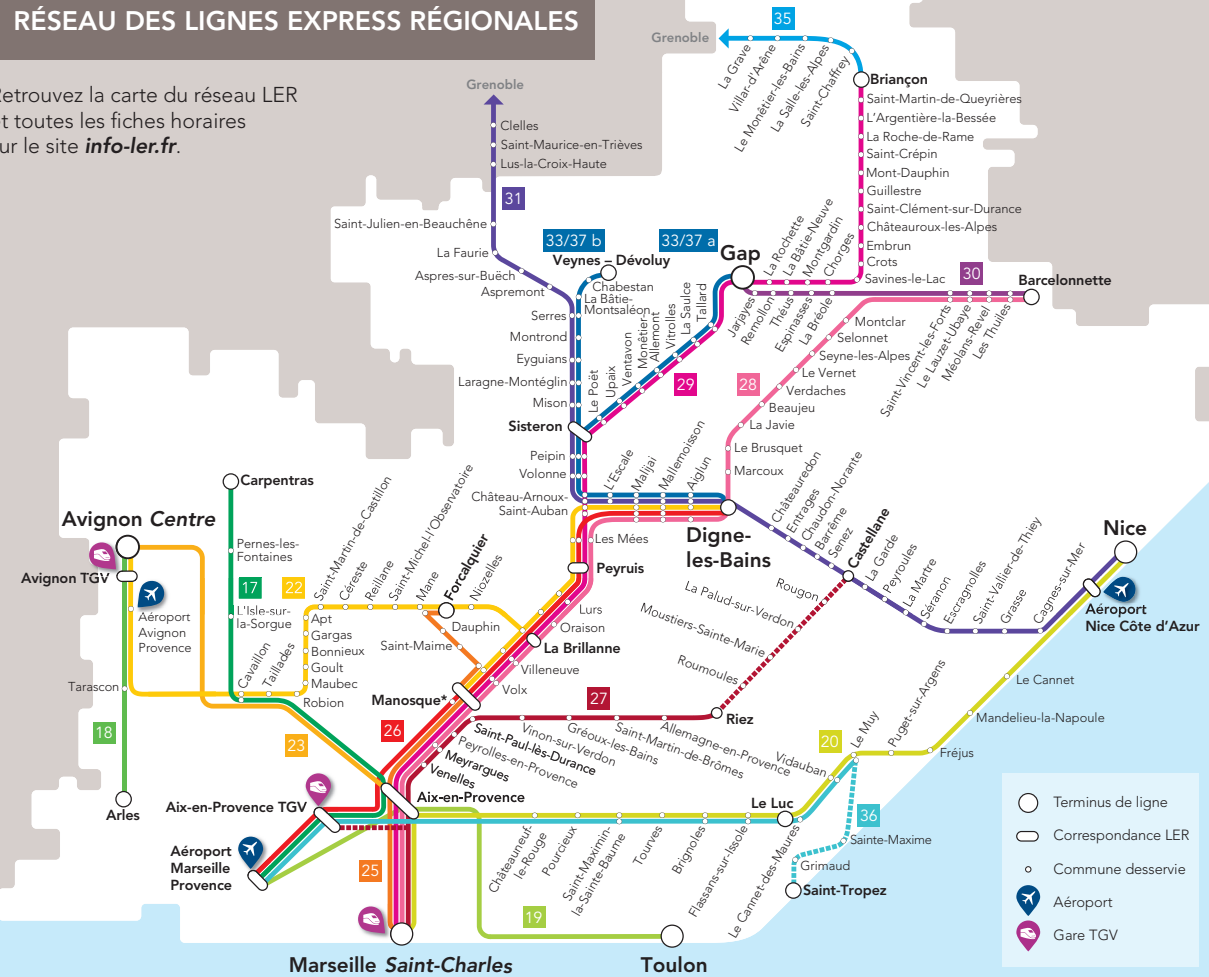 RÉSEAU DES LIGNES EXPRESS RÉGIONALES
Retrouvez la carte du réseau LER
et toutes les fiches horaires
sur le site info-ler.fr.
35
Grenoble
La Grave
Villar-d'Arêne
Le Monêtier-les-Bains
La Salle-les-Alpes
Saint-Chaffrey
Briançon
Saint-Martin-de-Queyrières
L'Argentière-la-Bessée
La Roche-de-Rame
Saint-Crépin
Mont-Dauphin
Guillestre
Saint-Clément-sur-Durance
Châteauroux-les-Alpes
Embrun
Crots
Savines-le-Lac
Grenoble
Clelles
Saint-Maurice-en-Trièves
Lus-la-Croix-Haute
31
Saint-Julien-en-Beauchêne
La Faurie
Aspres-sur-Buëch
Aspremont
Serres
Montrond
Eyguians
Laragne-Montéglin
Mison
Sisteron
Peipin
Volonne
Château-Arnoux-
Saint-Auban
33/37 b
Veynes – Dévoluy
Chabestan
La Bâtie-
Montsaléon
33/37 a
Gap
La Rochette
La Bâtie-Neuve
Montgardin
Chorges
30
Barcelonnette
Le Poët
Upaix
Ventavon
Monêtier-
Allemont
Vitrolles
La Saulce
Tallard
29
Jarjayes
Remollon
Théus
Espinasses
La Bréole
Saint-Vincent-les-Forts
Le Lauzet-Ubaye
Méolans-Revel
Les Thuiles
28
Montclar
Selonnet
Seyne-les-Alpes
Le Vernet
Verdaches
Beaujeu
La Javie
Le Brusquet
Marcoux
L'Escale
Malijai
Mallemoisson
Aiglun
Digne-
les-Bains
Les Mées
Peyruis
Lurs
Oraison
La Brillanne
Villeneuve
Volx
Carpentras
Pernes-les-
Fontaines
17
L'Isle-sur-
la-Sorgue
Avignon Centre
Avignon TGV
Aéroport
Avignon
Provence
Tarascon
18
Arles
22
Cavaillon
Taillades
Robion
Maubec
Goult
Bonnieux
Gargas
Apt
Saint-Martin-de-Castillon
Céreste
Reillane
Saint-Michel-l'Observatoire
Mane
Forcalquier
Niozelles
Dauphin
Saint-Maime
Manosque*
23
26
27
Saint-Paul-lès-Durance
Vinon-sur-Verdon
Gréoux-les-Bains
Saint-Martin-de-Brômes
Allemagne-en-Provence
Riez
Peyrolles-en-Provence
Meyrargues
Venelles
Roumoules
Moustiers-Sainte-Marie
La Palud-sur-Verdon
Rougon
Châteauredon
Entrages
Chaudon-Norante
Barrême
Senez
Castellane
La Garde
Peyroules
La Martre
Séranon
Escragnolles
Saint-Vallier-de-Thiey
Grasse
Cagnes-sur-Mer
Nice
Aéroport
Nice Côte d'Azur
Le Cannet
Mandelieu-la-Napoule
Fréjus
Puget-sur-Argens
Le Muy
20
Vidauban
Le Luc
Aix-en-Provence
Aix-en-Provence TGV
Aéroport
Marseille
Provence
25
Châteauneuf-
le-Rouge
Pourcieux
Saint-Maximin-
la-Sainte-Baume
Tourves
Brignoles
Flassans-sur-Issole
Le Cannet-des-Maures
36
Sainte-Maxime
Grimaud
Saint-Tropez
19
Marseille Saint-Charles
Toulon
Terminus de ligne
Correspondance LER
Commune desservie
Aéroport
Gare TGV